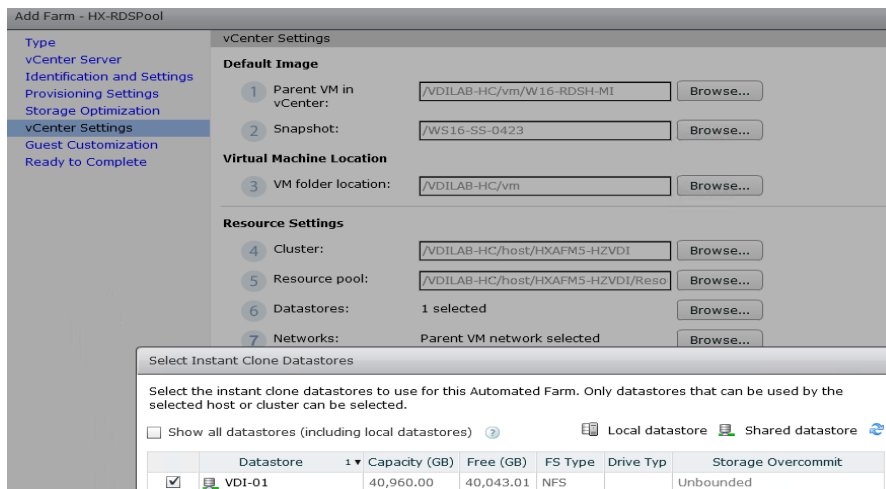 Add Farm - HX-RDSPool
Type
vCenter Server
Identification and Settings
Provisioning Settings
Storage Optimization
vCenter Settings
Guest Customization
Ready to Complete
vCenter Settings
Default Image
1 Parent VM in vCenter: /VDILAB-HC/vm/W16-RDSH-MI Browse...
2 Snapshot: /WS16-SS-0423 Browse...
Virtual Machine Location
3 VM folder location: /VDILAB-HC/vm Browse...
Resource Settings
4 Cluster: /VDILAB-HC/host/HXAFM5-HZVDI Browse...
5 Resource pool: /VDILAB-HC/host/HXAFM5-HZVDI/Reso Browse...
6 Datastores: 1 selected Browse...
7 Networks: Parent VM network selected Browse...
Select Instant Clone Datastores
Select the instant clone datastores to use for this Automated Farm. Only datastores that can be used by the
selected host or cluster can be selected.
Show all datastores (including local datastores) ? Local datastore Shared datastore
Datastore 1 Capacity (GB) Free (GB) FS Type Drive Typ Storage Overcommit
VDI-01 40,960.00 40,043.01 NFS Unbounded